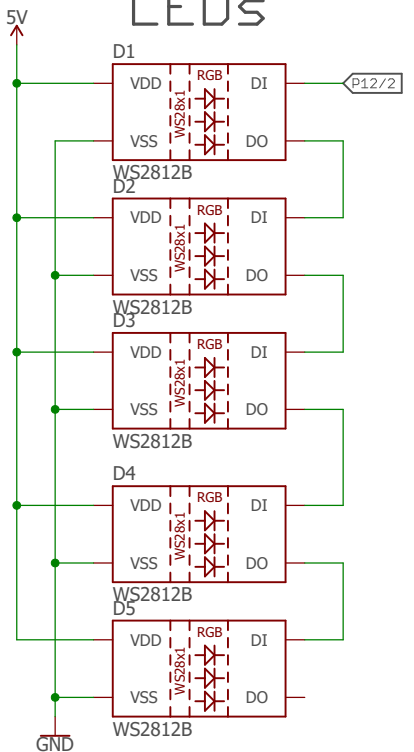 LEDs
5V
D1
VDD
VSS
WS28x1
RGB
DI
DO
P12/2
WS2812B
D2
VDD
VSS
WS28x1
RGB
DI
DO
WS2812B
D3
VDD
VSS
WS28x1
RGB
DI
DO
WS2812B
D4
VDD
VSS
WS28x1
RGB
DI
DO
WS2812B
D5
VDD
VSS
WS28x1
RGB
DI
DO
WS2812B
GND